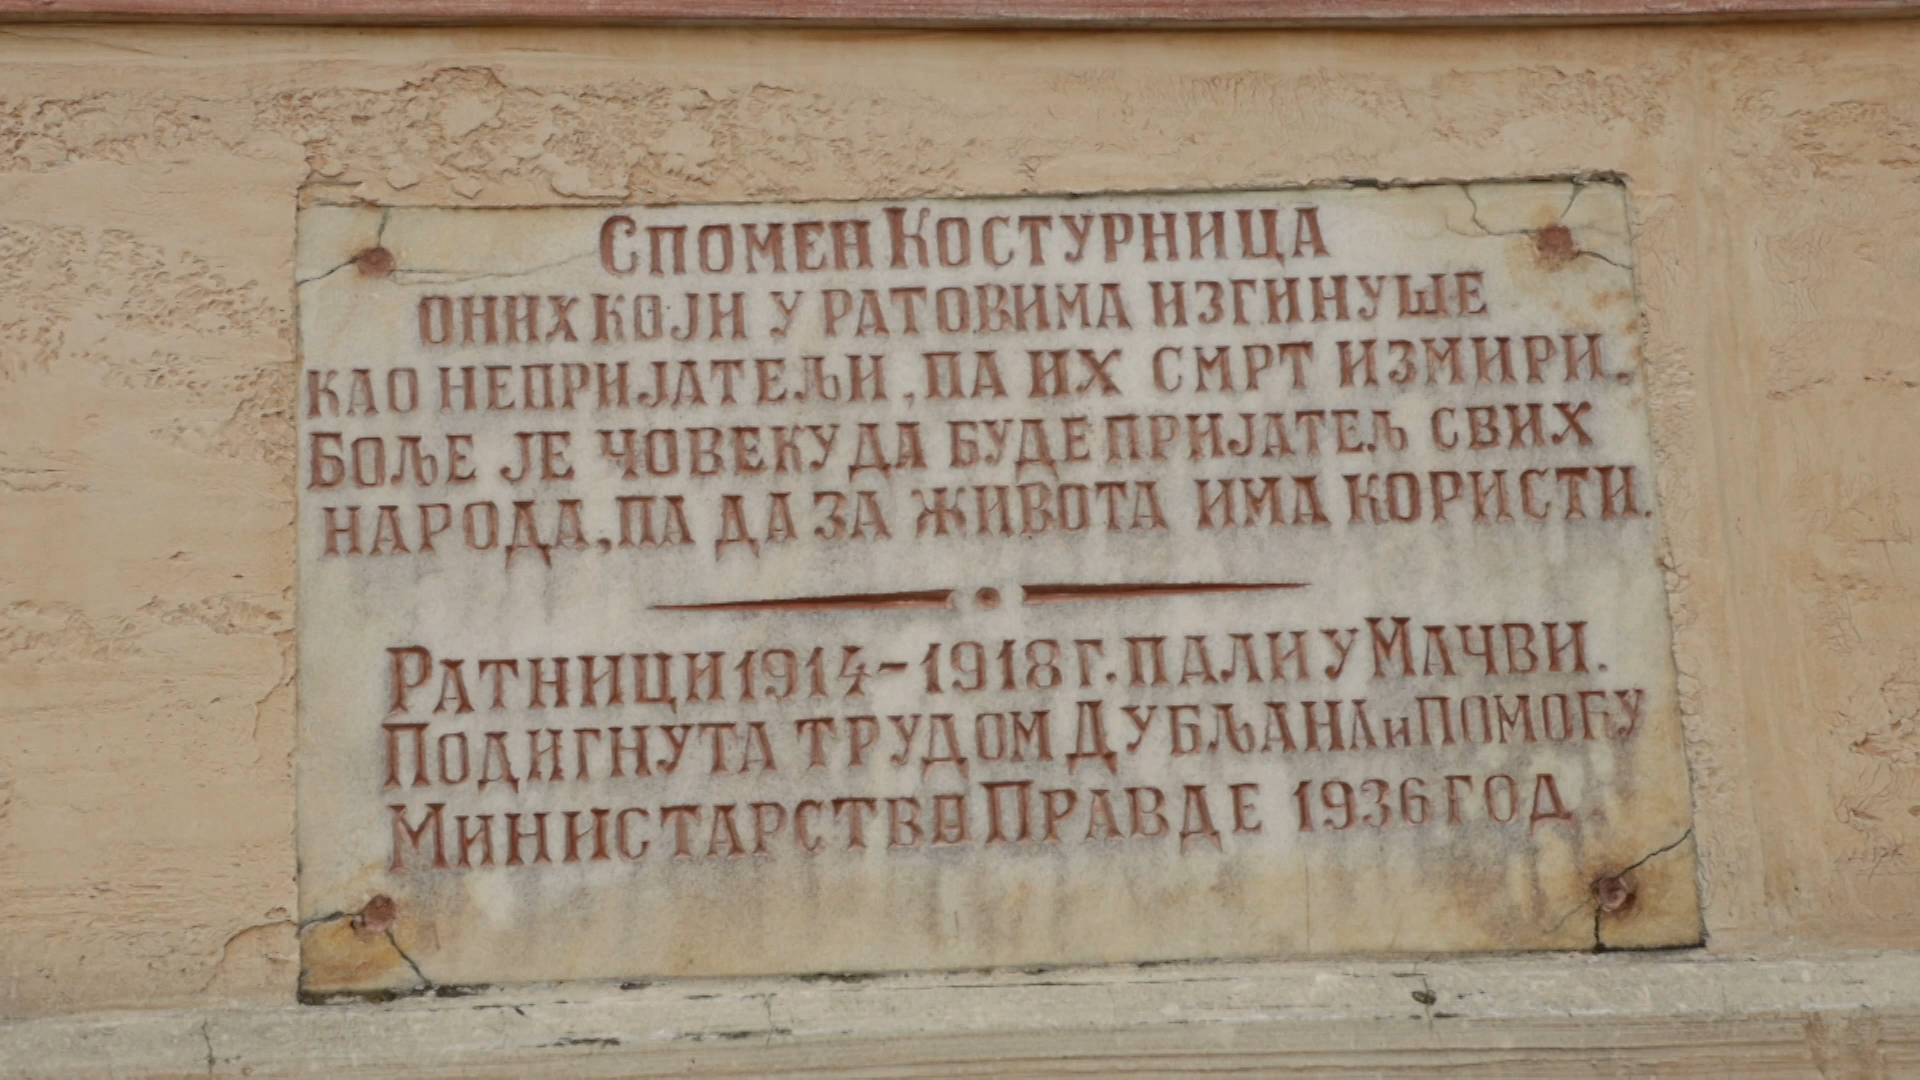 СПОМЕН КОСТУРНИЦА
ОНИХ КОЈИ У РАТОВИМА ИЗГИНУШЕ
КАО НЕПРИЈАТЕЉИ, ПА ИХ СМРТ ИЗМИРИ.
БОЉЕ ЈЕ ЧОВЕКУ ДА БУДЕ ПРИЈАТЕЉ СВИХ
НАРОДА, ПА ДА ЗА ЖИВОТА ИМА КОРИСТИ.
РАТНИЦИ 1914-1918 Г. ПАЛИ У МАЧВИ.
ПОДИГНУТА ТРУДОМ ДУБЉАНА и ПОМОЋУ
МИНИСТАРСТВА ПРАВДЕ 1936 ГОД.